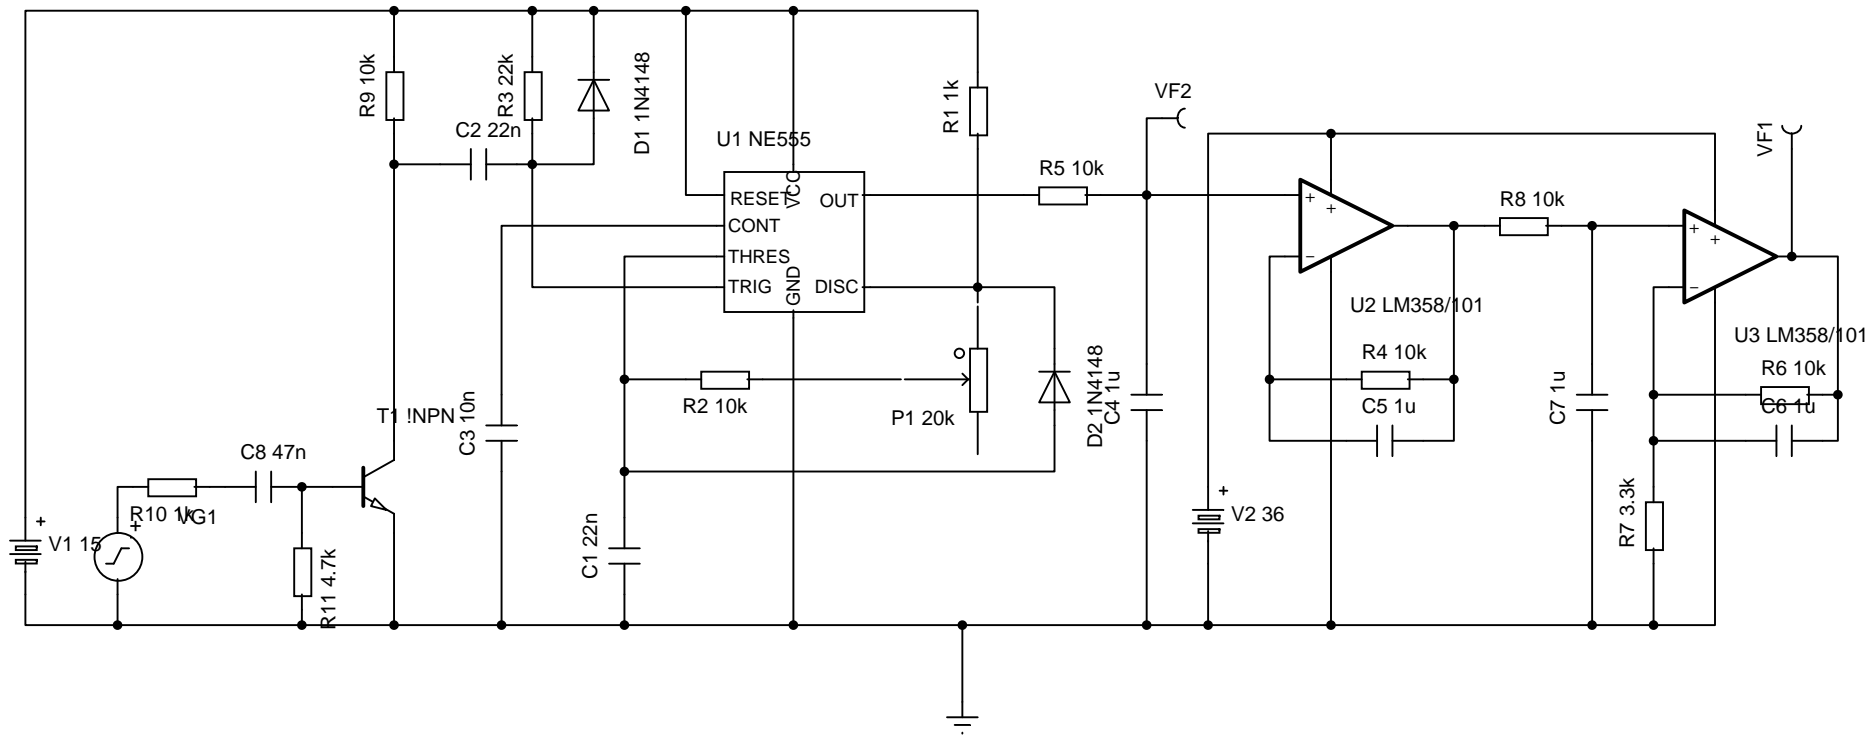 R9 10k
R3 22k
C2 22n
D1 1N4148
U1 NE555
RESET
VCC
OUT
CONT
THRES
TRIG
GND
DISC
R1 1k
R5 10k
VF2
+
+
−
U2 LM358/101
R8 10k
VF1
+
+
−
U3 LM358/101
R4 10k
C5 1u
R6 10k
C6 1u
C7 1u
R7 3.3k
T1 !NPN
C3 10n
R2 10k
P1 20k
D2 1N4148
C4 1u
C8 47n
R10 1k
VG1
+
+
V1 15
R11 4.7k
C1 22n
+
V2 36